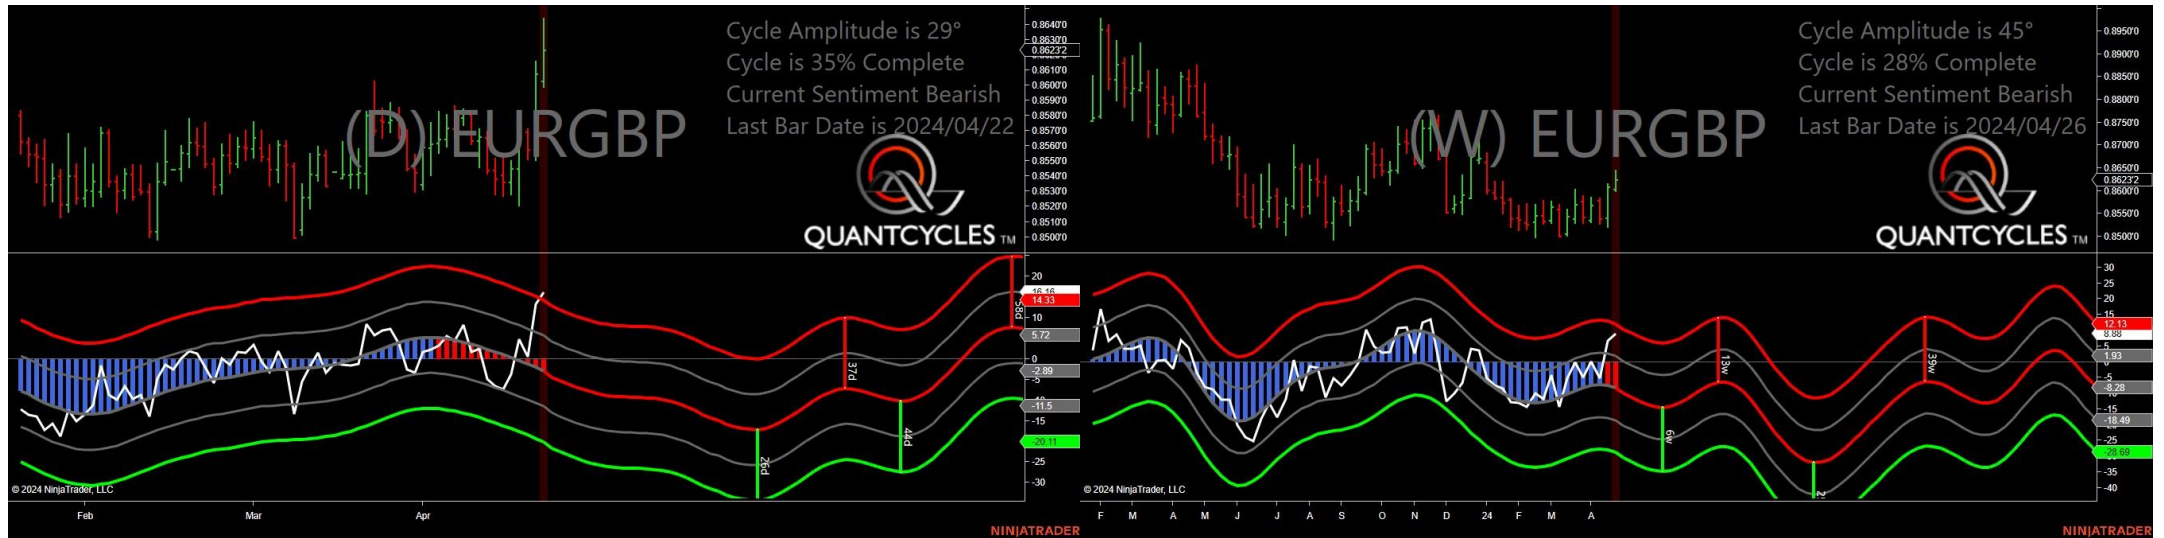 (D) EURGBP
Cycle Amplitude is 29°
Cycle is 35% Complete
Current Sentiment Bearish
Last Bar Date is 2024/04/22
QUANTCYCLES TM
0.8640'0
0.8630'0
0.8623'2
0.8610'0
0.8600'0
0.8590'0
0.8580'0
0.8570'0
0.8560'0
0.8550'0
0.8540'0
0.8530'0
0.8520'0
0.8510'0
0.8500'0
20
16.16
14.33
10
5.72
0
-2.89
-5
-11.5
-15
-20.11
-25
-30
26d
37d
44d
58d
© 2024 NinjaTrader, LLC
Feb Mar Apr
NINJATRADER
(W) EURGBP
Cycle Amplitude is 45°
Cycle is 28% Complete
Current Sentiment Bearish
Last Bar Date is 2024/04/26
QUANTCYCLES TM
0.8950'0
0.8900'0
0.8850'0
0.8800'0
0.8750'0
0.8700'0
0.8650'0
0.8623'2
0.8600'0
0.8550'0
0.8500'0
30
25
20
15
12.13
8.88
5
1.93
-5
-8.28
-15
-18.49
-25
-28.69
-35
-40
6w
13w
39w
© 2024 NinjaTrader, LLC
F M A M J J A S O N D 24 F M A
NINJATRADER